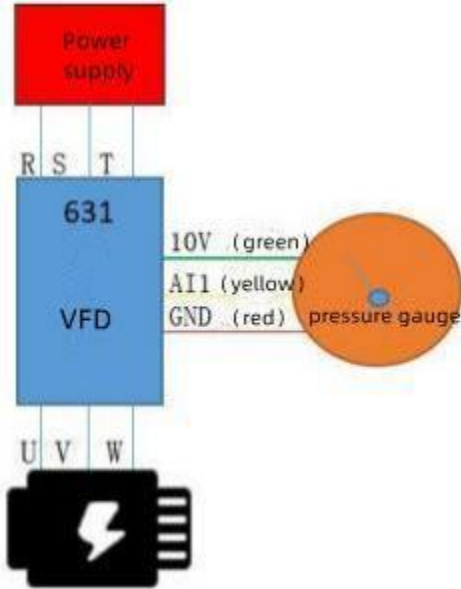 Power
supply
R S T
631
VFD
10V (green)
AI1 (yellow)
GND (red)
pressure gauge
U V W